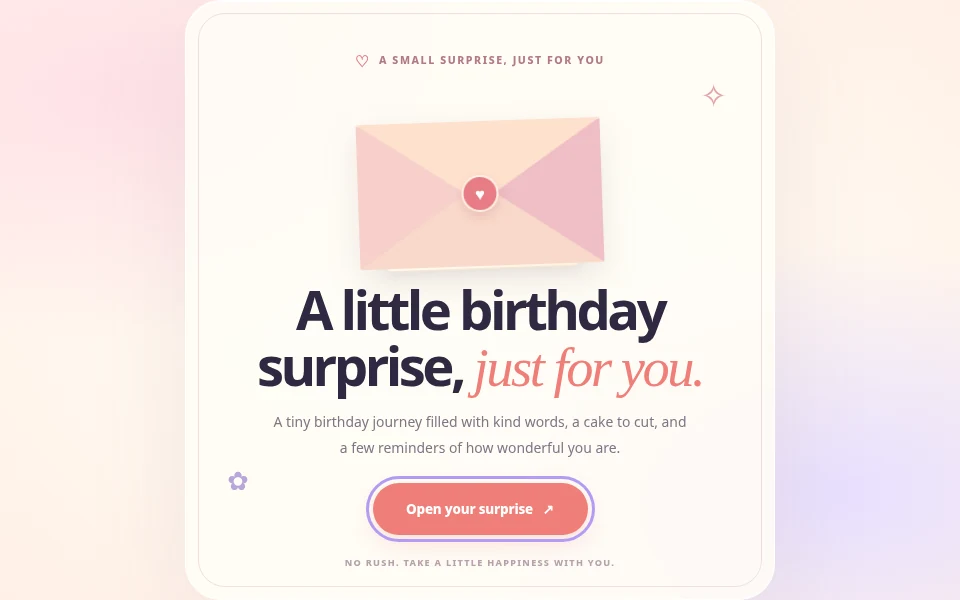 ♡ A SMALL SURPRISE, JUST FOR YOU
A little birthday
surprise, just for you.
A tiny birthday journey filled with kind words, a cake to cut, and
a few reminders of how wonderful you are.
Open your surprise ↗
NO RUSH. TAKE A LITTLE HAPPINESS WITH YOU.